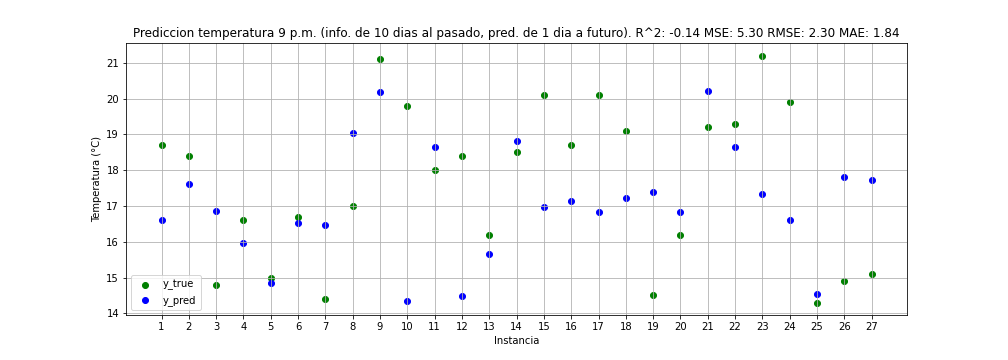 Prediccion temperatura 9 p.m. (info. de 10 dias al pasado, pred. de 1 dia a futuro). R^2: -0.14 MSE: 5.30 RMSE: 2.30 MAE: 1.84
21
20
19
18
17
16
15
14
Temperatura (°C)
y_true
y_pred
1 2 3 4 5 6 7 8 9 10 11 12 13 14 15 16 17 18 19 20 21 22 23 24 25 26 27
Instancia